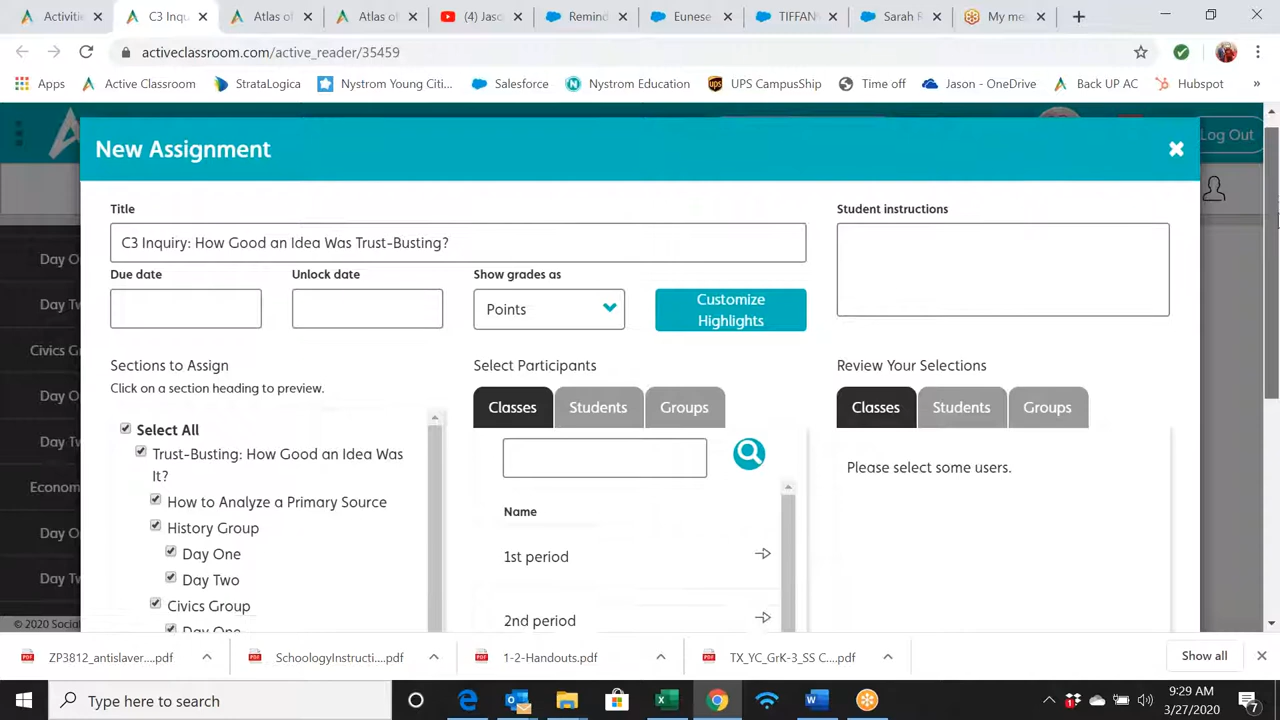 Activiti
C3 Inqu
Atlas of
Atlas of
(4) Jaso
Remind
Eunese
TIFFAN
Sarah R
My me
activeclassroom.com/active_reader/35459
Apps
Active Classroom
StrataLogica
Nystrom Young Citi...
Salesforce
Nystrom Education
UPS CampusShip
Time off
Jason - OneDrive
Back UP AC
Hubspot
»
Log Out
New Assignment
Title
Student instructions
C3 Inquiry: How Good an Idea Was Trust-Busting?
Due date
Unlock date
Show grades as
Points
Customize
Highlights
Day O
Day Tw
Civics Gr
Day O
Day Tw
Econom
Day O
Day Tw
Sections to Assign
Click on a section heading to preview.
Select All
Trust-Busting: How Good an Idea Was
It?
How to Analyze a Primary Source
History Group
Day One
Day Two
Civics Group
Day One
Select Participants
Classes
Students
Groups
Name
1st period
2nd period
Review Your Selections
Classes
Students
Groups
Please select some users.
© 2020 Social
ZP3812_antislaver....pdf
SchoologyInstructi....pdf
1-2-Handouts.pdf
TX_YC_GrK-3_SS C....pdf
Show all
Type here to search
9:29 AM
3/27/2020
7